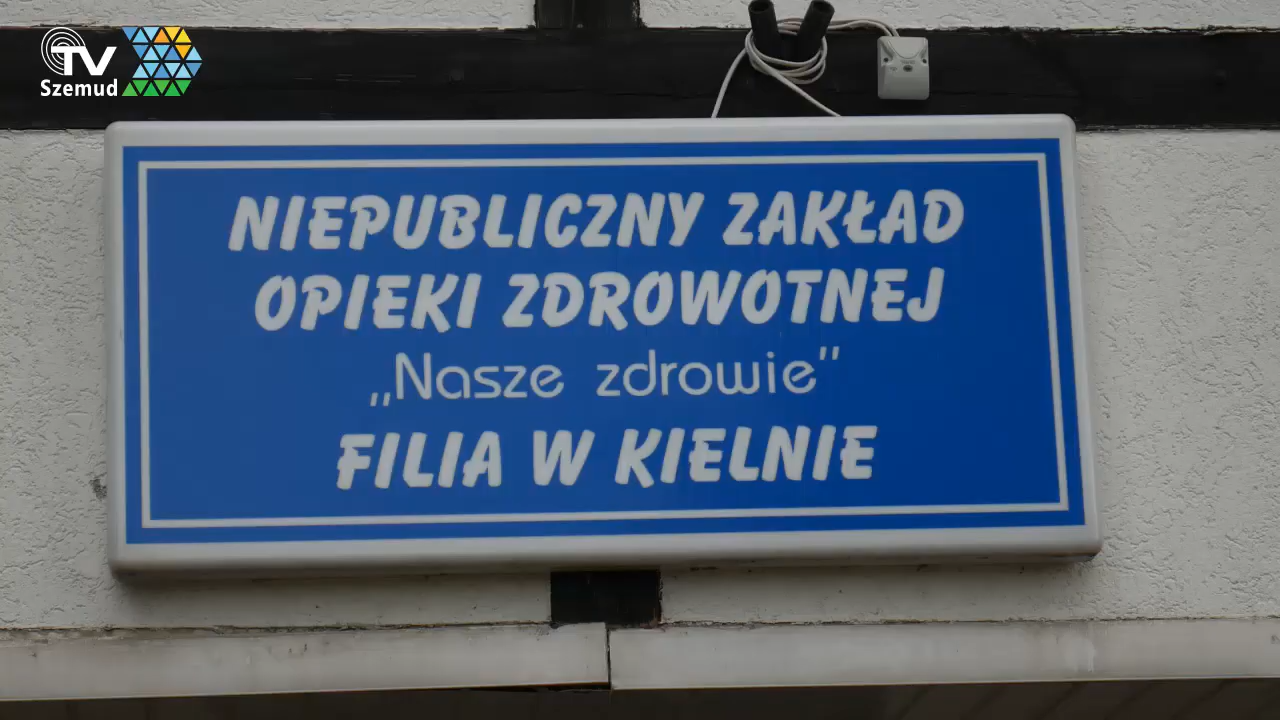 TV
Szemud
NIEPUBLICZNY ZAKŁAD
OPIEKI ZDROWOTNEJ
„Nasze zdrowie"
FILIA W KIELNIE